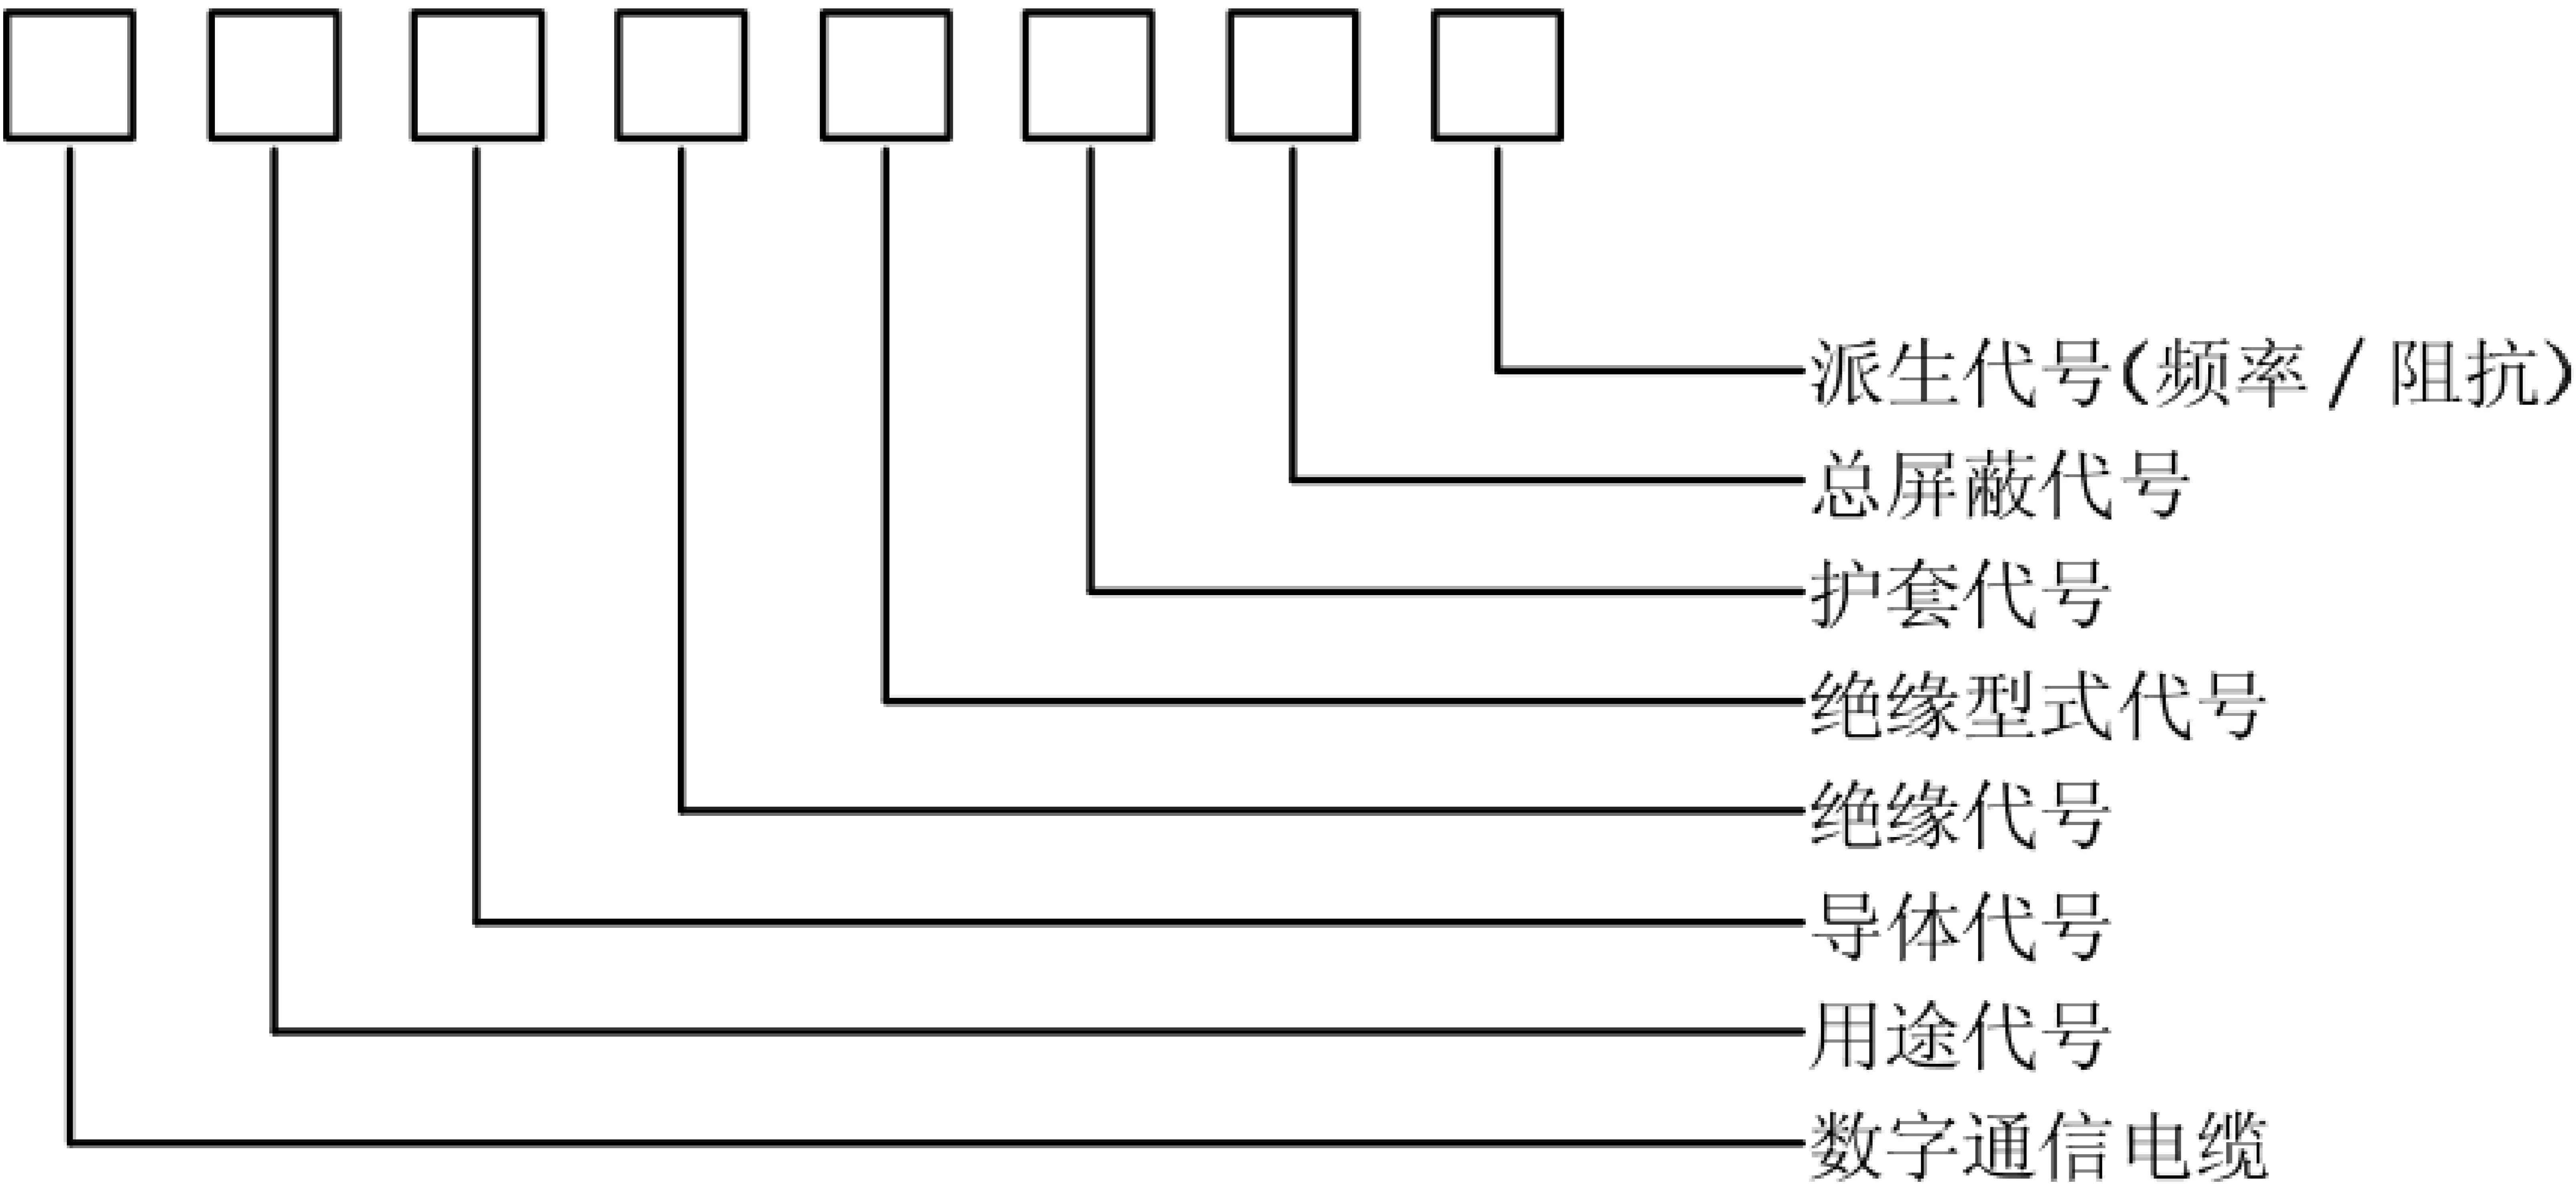 派生代号(频率/阻抗)
总屏蔽代号
护套代号
绝缘型式代号
绝缘代号
导体代号
用途代号
数字通信电缆